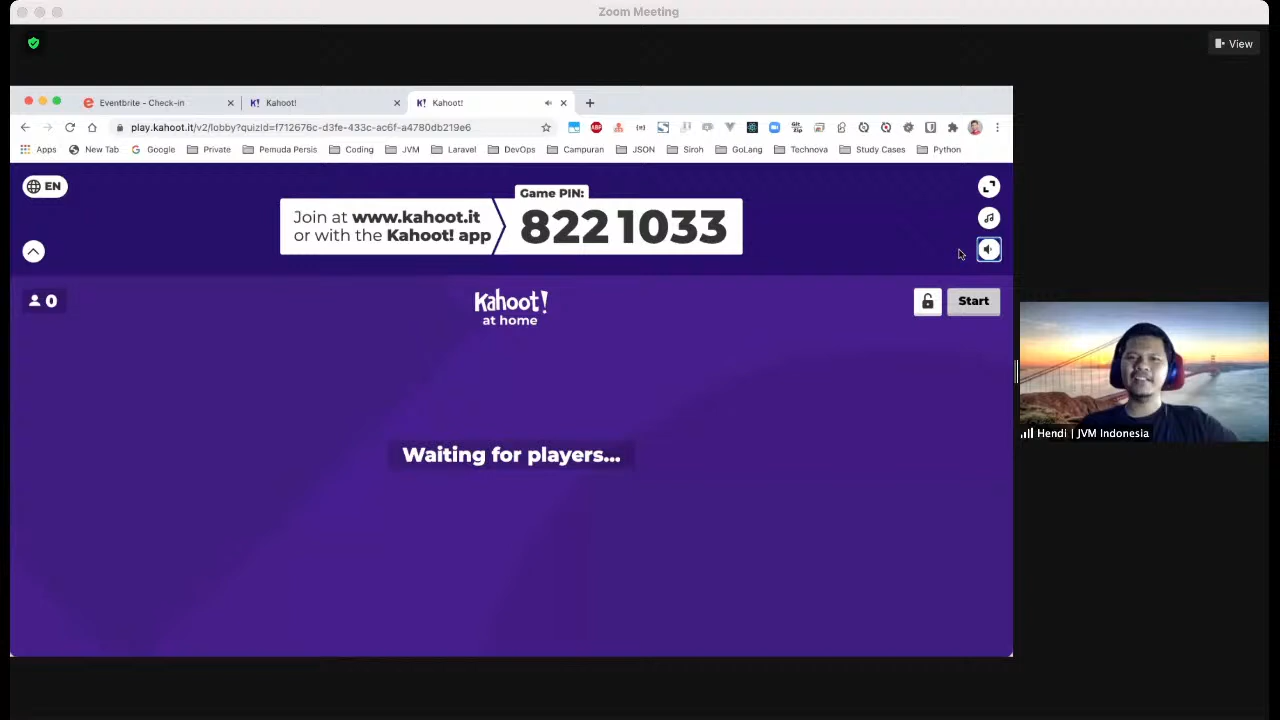 Zoom Meeting
View
Eventbrite - Check-in
K! Kahoot!
K! Kahoot!
play.kahoot.it/v2/lobby?quizId=f712676c-d3fe-433c-ac6f-a4780db219e6
Apps New Tab Google Private Pemuda Persis Coding JVM Laravel DevOps Campuran JSON Siroh GoLang Technova Study Cases Python
EN
Game PIN:
Join at www.kahoot.it
or with the Kahoot! app
822 1033
0
Kahoot!
at home
Start
Waiting for players...
Hendi | JVM Indonesia